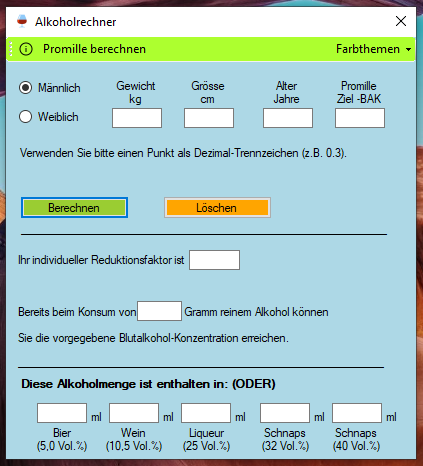 Alkoholrechner
Promille berechnen Farbthemen
Männlich
Weiblich
Gewicht
kg
Grösse
cm
Alter
Jahre
Promille
Ziel -BAK
Verwenden Sie bitte einen Punkt als Dezimal-Trennzeichen (z.B. 0.3).
Berechnen Löschen
Ihr individueller Reduktionsfaktor ist
Bereits beim Konsum von Gramm reinem Alkohol können
Sie die vorgegebene Blutalkohol-Konzentration erreichen.
Diese Alkoholmenge ist enthalten in: (ODER)
ml ml ml ml ml
Bier Wein Liqueur Schnaps Schnaps
(5,0 Vol.%) (10,5 Vol.%) (25 Vol.%) (32 Vol.%) (40 Vol.%)